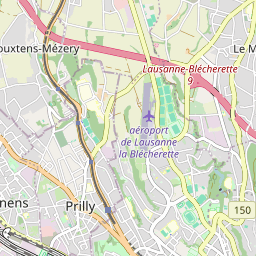 ouxtens-Mézery
Le M
Lausanne-Blécherette
9
aéroport
de Lausanne
la Blécherette
150
nens
Prilly